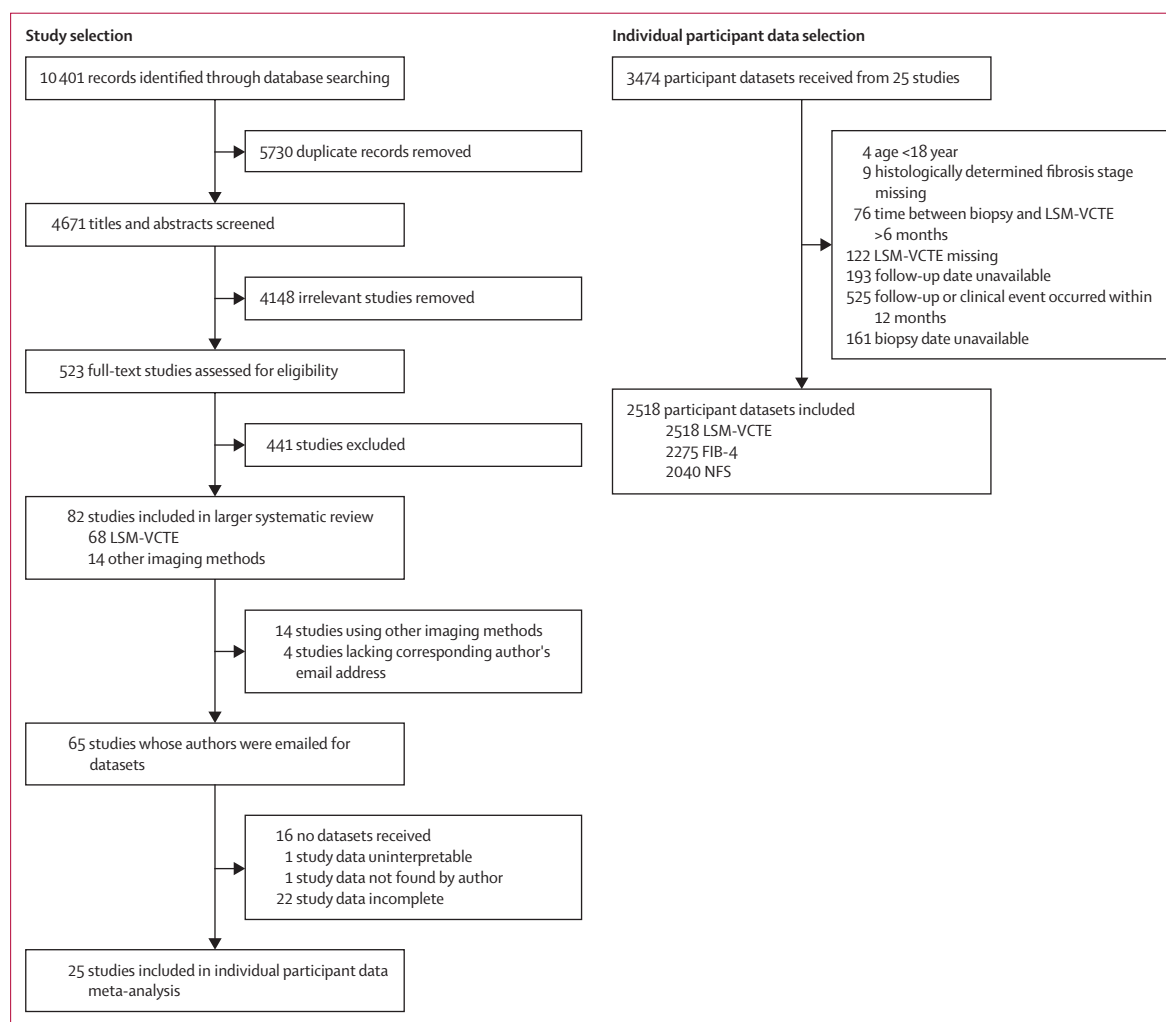 Study selection
10 401 records identified through database searching
5730 duplicate records removed
4671 titles and abstracts screened
4148 irrelevant studies removed
523 full-text studies assessed for eligibility
441 studies excluded
82 studies included in larger systematic review
68 LSM-VCTE
14 other imaging methods
14 studies using other imaging methods
4 studies lacking corresponding author's
email address
65 studies whose authors were emailed for
datasets
16 no datasets received
1 study data uninterpretable
1 study data not found by author
22 study data incomplete
25 studies included in individual participant data
meta-analysis
Individual participant data selection
3474 participant datasets received from 25 studies
4 age <18 year
9 histologically determined fibrosis stage
missing
76 time between biopsy and LSM-VCTE
>6 months
122 LSM-VCTE missing
193 follow-up date unavailable
525 follow-up or clinical event occurred within
12 months
161 biopsy date unavailable
2518 participant datasets included
2518 LSM-VCTE
2275 FIB-4
2040 NFS